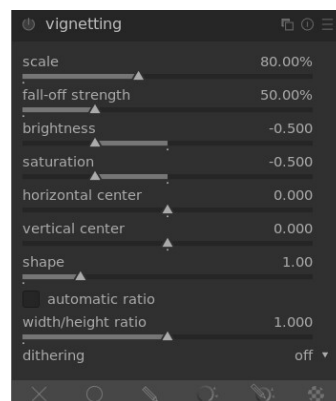 vignetting
scale 80.00%
fall-off strength 50.00%
brightness -0.500
saturation -0.500
horizontal center 0.000
vertical center 0.000
shape 1.00
automatic ratio
width/height ratio 1.000
dithering off